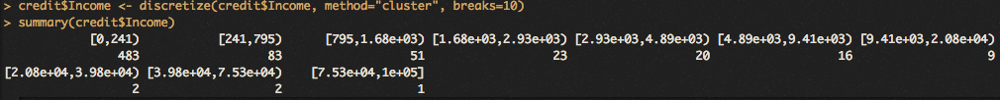 > credit$Income <- discretize(credit$Income, method="cluster", breaks=10)
> summary(credit$Income)
[0,241) [241,795) [795,1.68e+03) [1.68e+03,2.93e+03) [2.93e+03,4.89e+03) [4.89e+03,9.41e+03) [9.41e+03,2.08e+04)
483 83 51 23 20 16 9
[2.08e+04,3.98e+04) [3.98e+04,7.53e+04) [7.53e+04,1e+05]
2 2 1